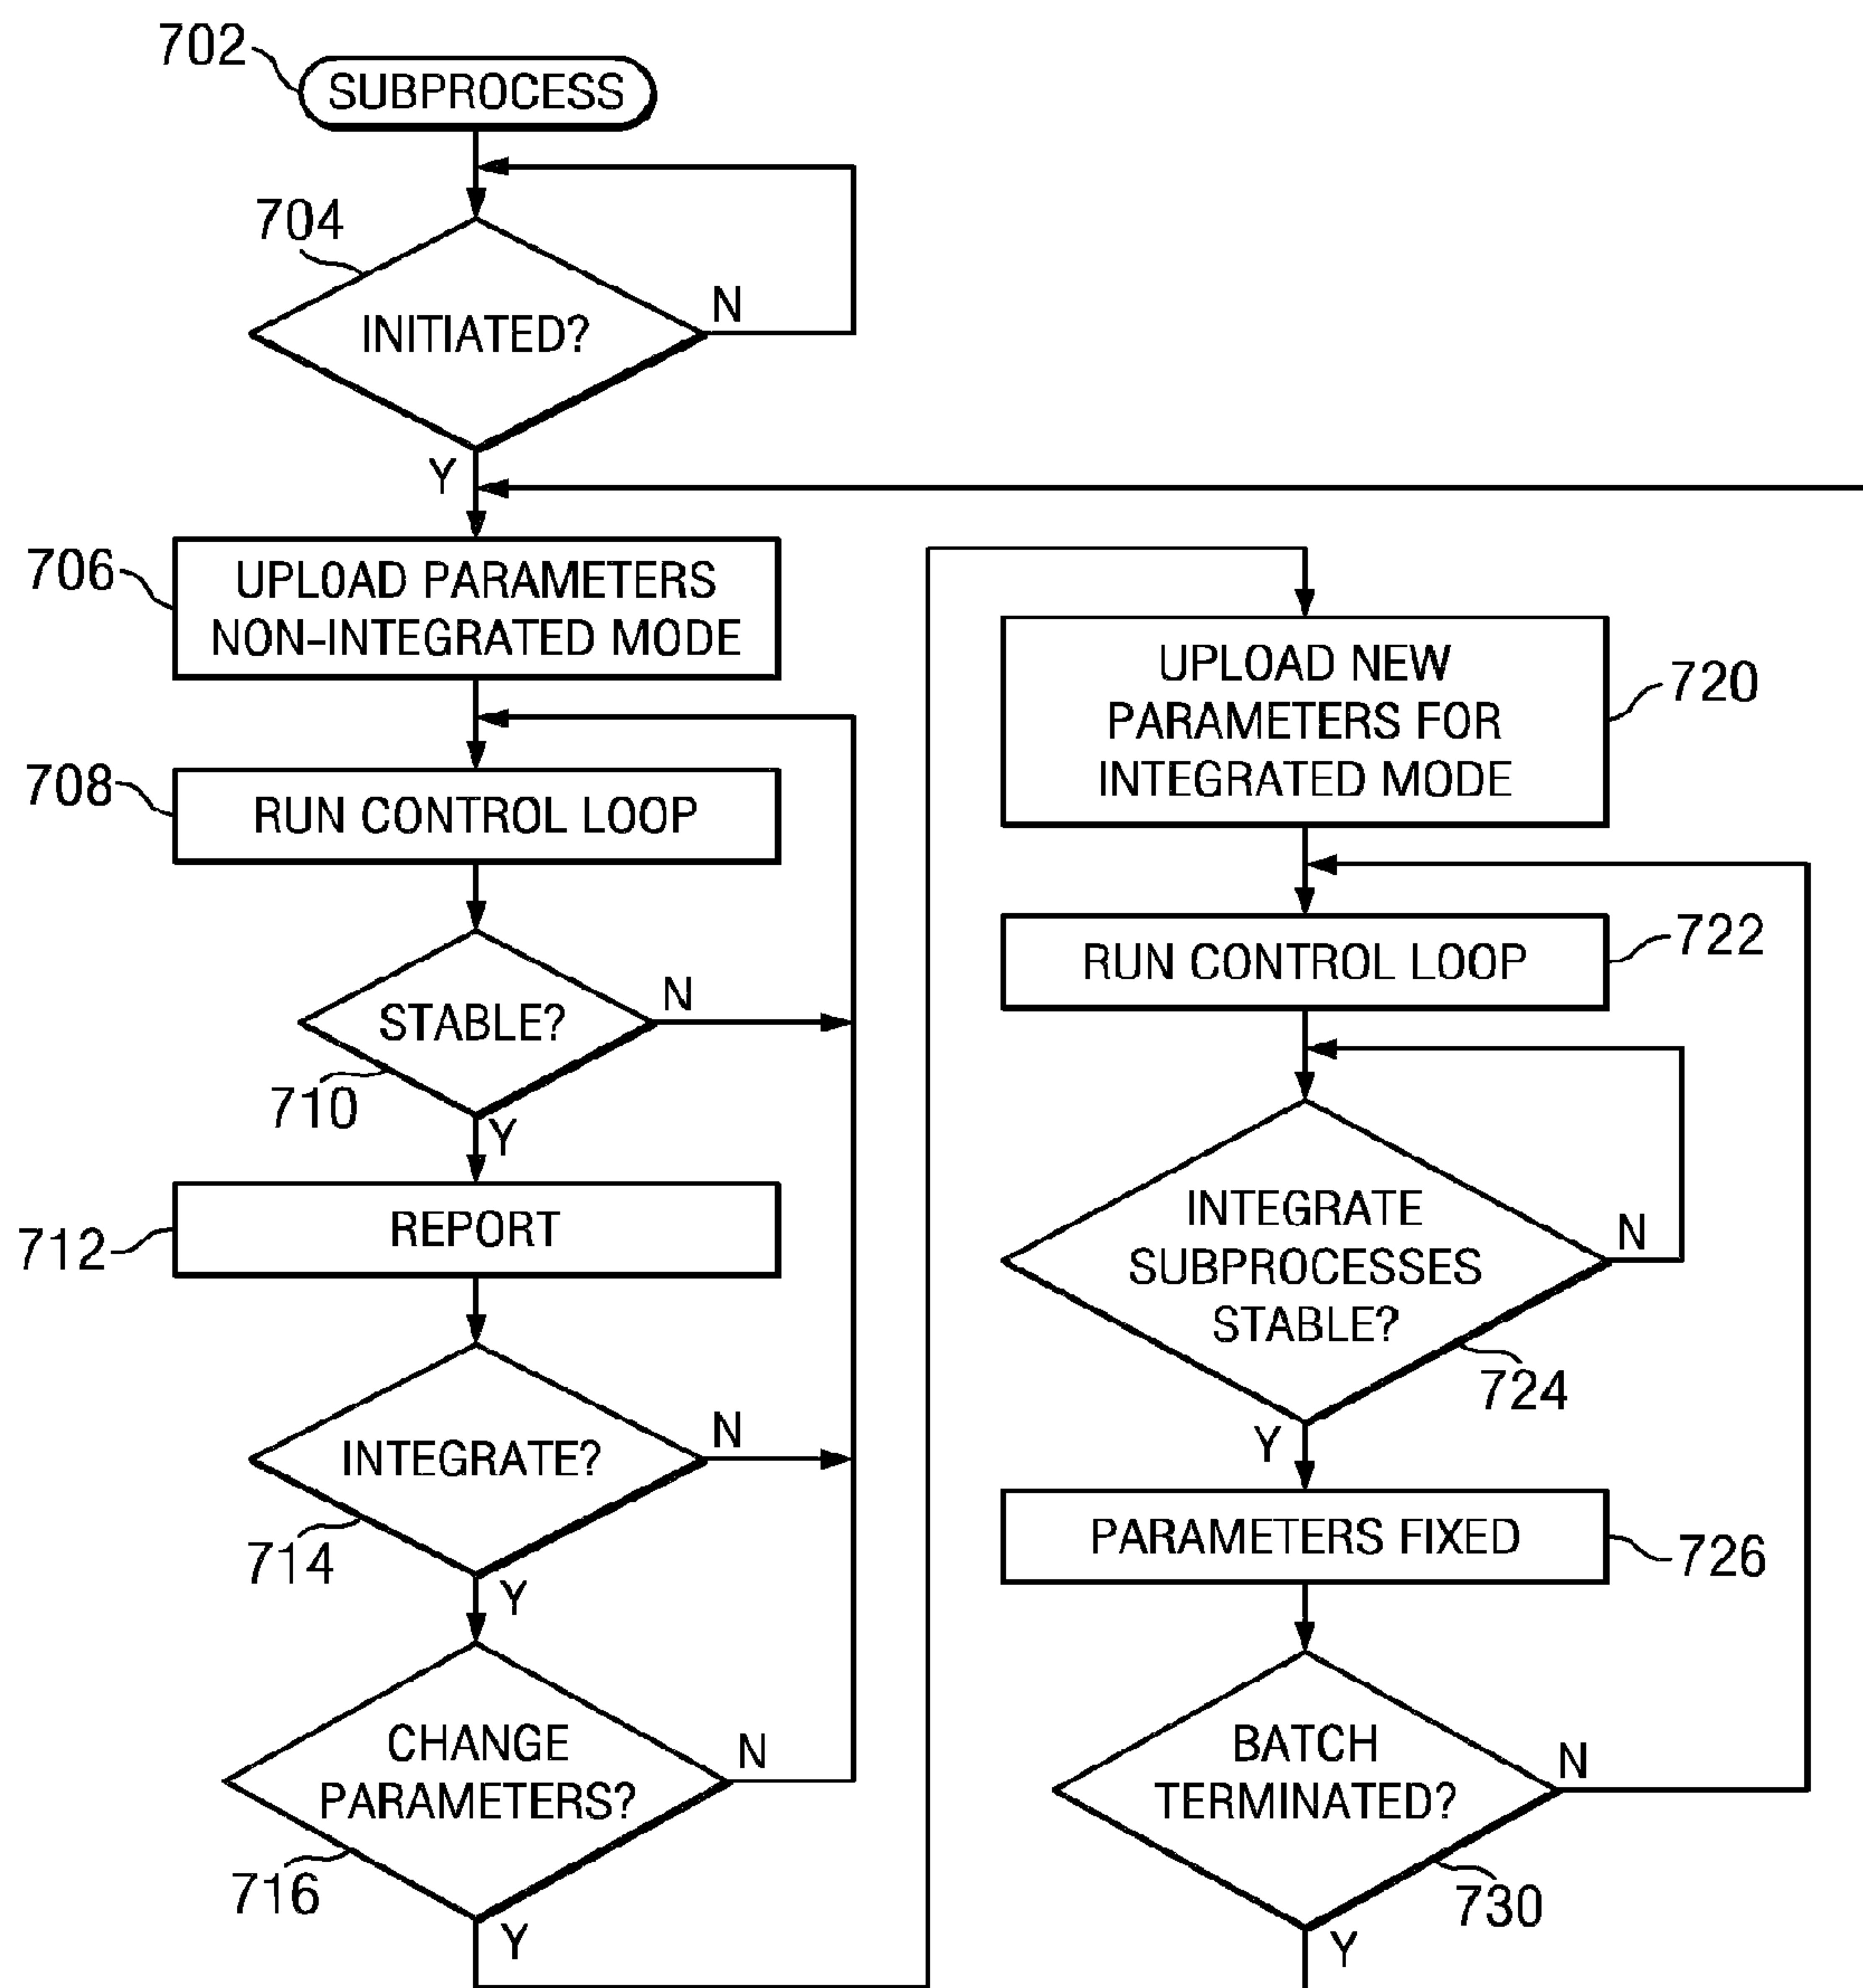 702
SUBPROCESS
704
INITIATED?
N
Y
706
UPLOAD PARAMETERS
NON-INTEGRATED MODE
708
RUN CONTROL LOOP
STABLE?
N
710
Y
712
REPORT
INTEGRATE?
N
714
Y
CHANGE
PARAMETERS?
N
716
Y
UPLOAD NEW
PARAMETERS FOR
INTEGRATED MODE
720
RUN CONTROL LOOP
722
INTEGRATE
SUBPROCESSES
STABLE?
N
724
Y
PARAMETERS FIXED
726
BATCH
TERMINATED?
N
730
Y